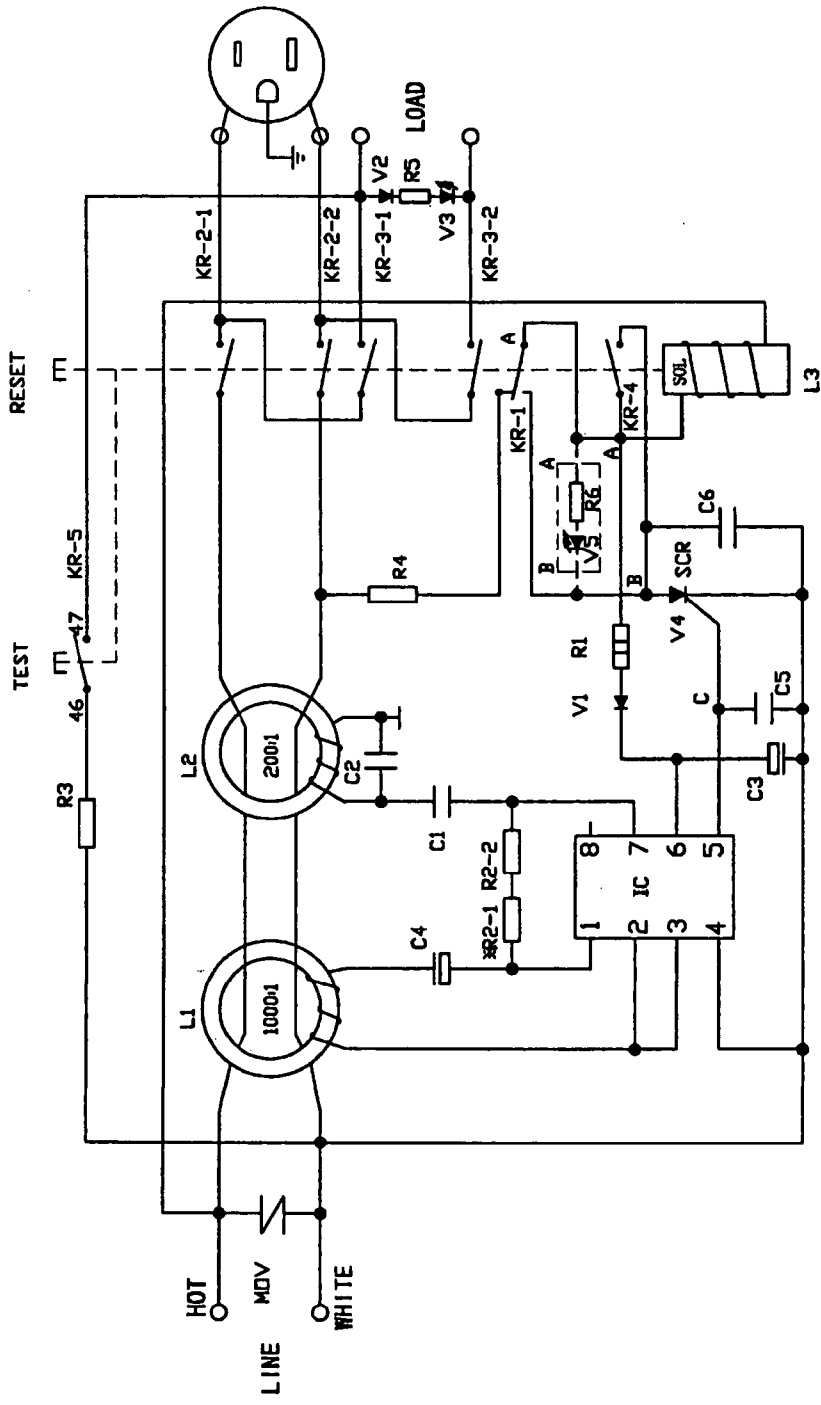 RESET
TEST
KR-5
46
47
R3
KR-2-1
KR-2-2
KR-3-1
KR-3-2
V2
R5
V3
LOAD
L1
1000:1
L2
200:1
C2
C1
C4
R4
KR-1
A
KR-4
A
SOL
L3
A
R6
V5
B
B
R1
V1
V4
SCR
C6
C
C5
C3
※R2-1
R2-2
IC
1
2
3
4
8
7
6
5
HOT
MOV
WHITE
LINE